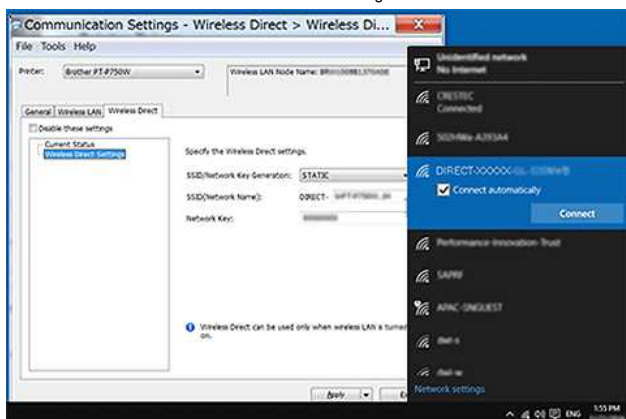 Communication Settings - Wireless Direct > Wireless Di...
File Tools Help
Printer: Brother PT-P750W
Wireless LAN Node Name:
General Wireless LAN Wireless Direct
Disable these settings
Current Status
Wireless Direct Settings
Specify the Wireless Direct settings.
SSID/Network Key Generation: STATIC
SSID(Network Name): DIRECT-
Network Key:
Wireless Direct can be used only when wireless LAN is turned
on.
Apply
Unidentified network
No Internet
CRESTEC
Connected
DIRECT-XXXXX
Connect automatically
Connect
Performance-Innovation-Trust
SAPRF
APAC-SNGUEST
Network settings
ENG 1:55 PM